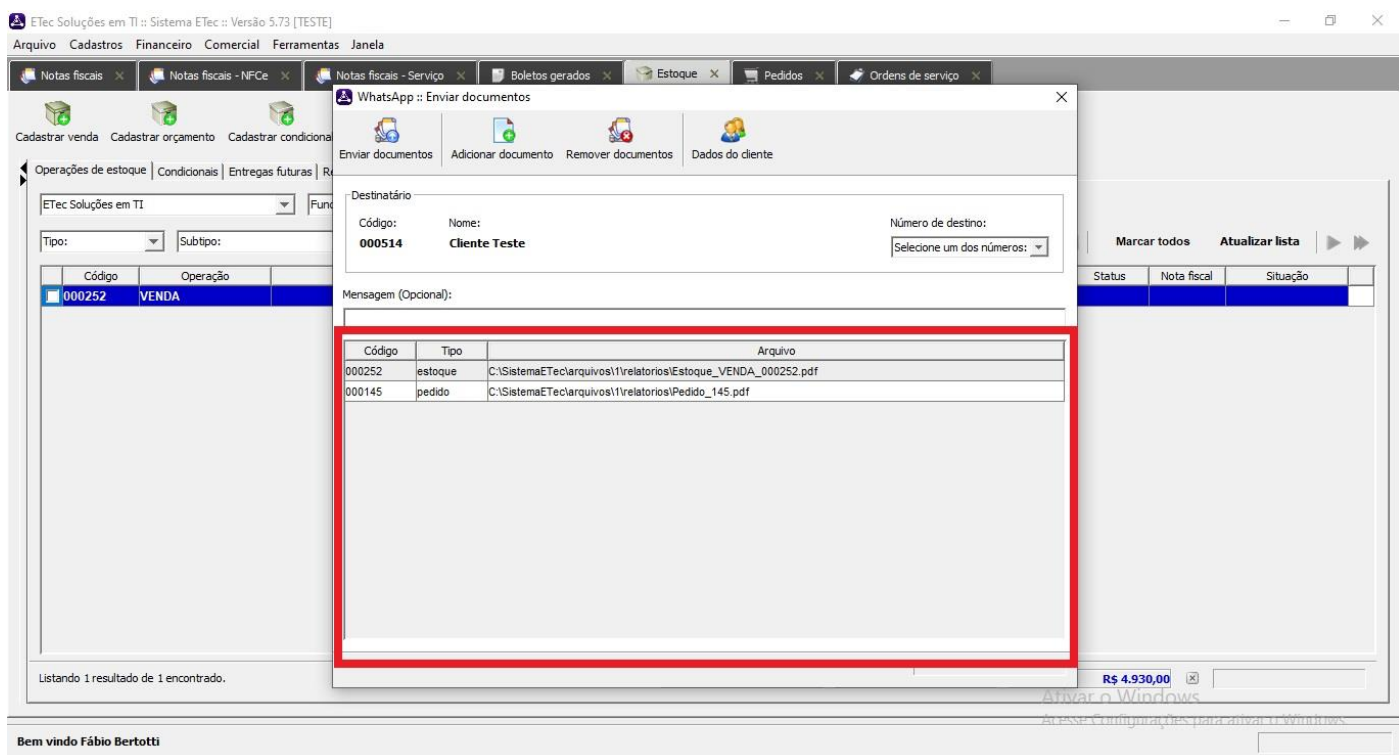 ETec Soluções em TI :: Sistema ETec :: Versão 5.73 [TESTE]
Arquivo Cadastros Financeiro Comercial Ferramentas Janela
Notas fiscais Notas fiscais - NFCe Notas fiscais - Serviço Boletos gerados Estoque Pedidos Ordens de serviço
WhatsApp :: Enviar documentos
Cadastrar venda Cadastrar orçamento Cadastrar condicional
Enviar documentos Adicionar documento Remover documentos Dados do cliente
Operações de estoque Condicionais Entregas futuras
Destinatário
ETec Soluções em TI
Código: Nome: Número de destino:
000514 Cliente Teste Selecione um dos números:
Tipo: Subtipo: Marcar todos Atualizar lista
Código Operação Status Nota fiscal Situação
000252 VENDA
Mensagem (Opcional):
Código Tipo Arquivo
000252 estoque C:\SistemaETec\arquivos\1\relatorios\Estoque_VENDA_000252.pdf
000145 pedido C:\SistemaETec\arquivos\1\relatorios\Pedido_145.pdf
Listando 1 resultado de 1 encontrado. R$ 4.930,00
Ativar o Windows
Acesse Configurações para ativar o Windows.
Bem vindo Fábio Bertotti